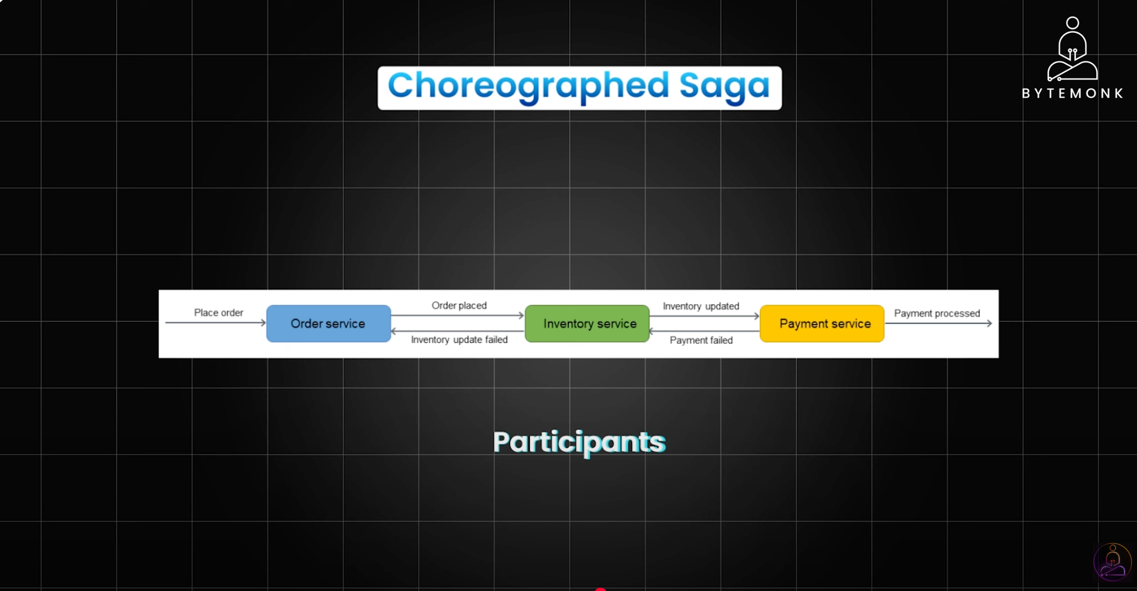 Choreographed Saga
BYTEMONK
Place order
Order service
Order placed
Inventory update failed
Inventory service
Inventory updated
Payment failed
Payment service
Payment processed
Participants